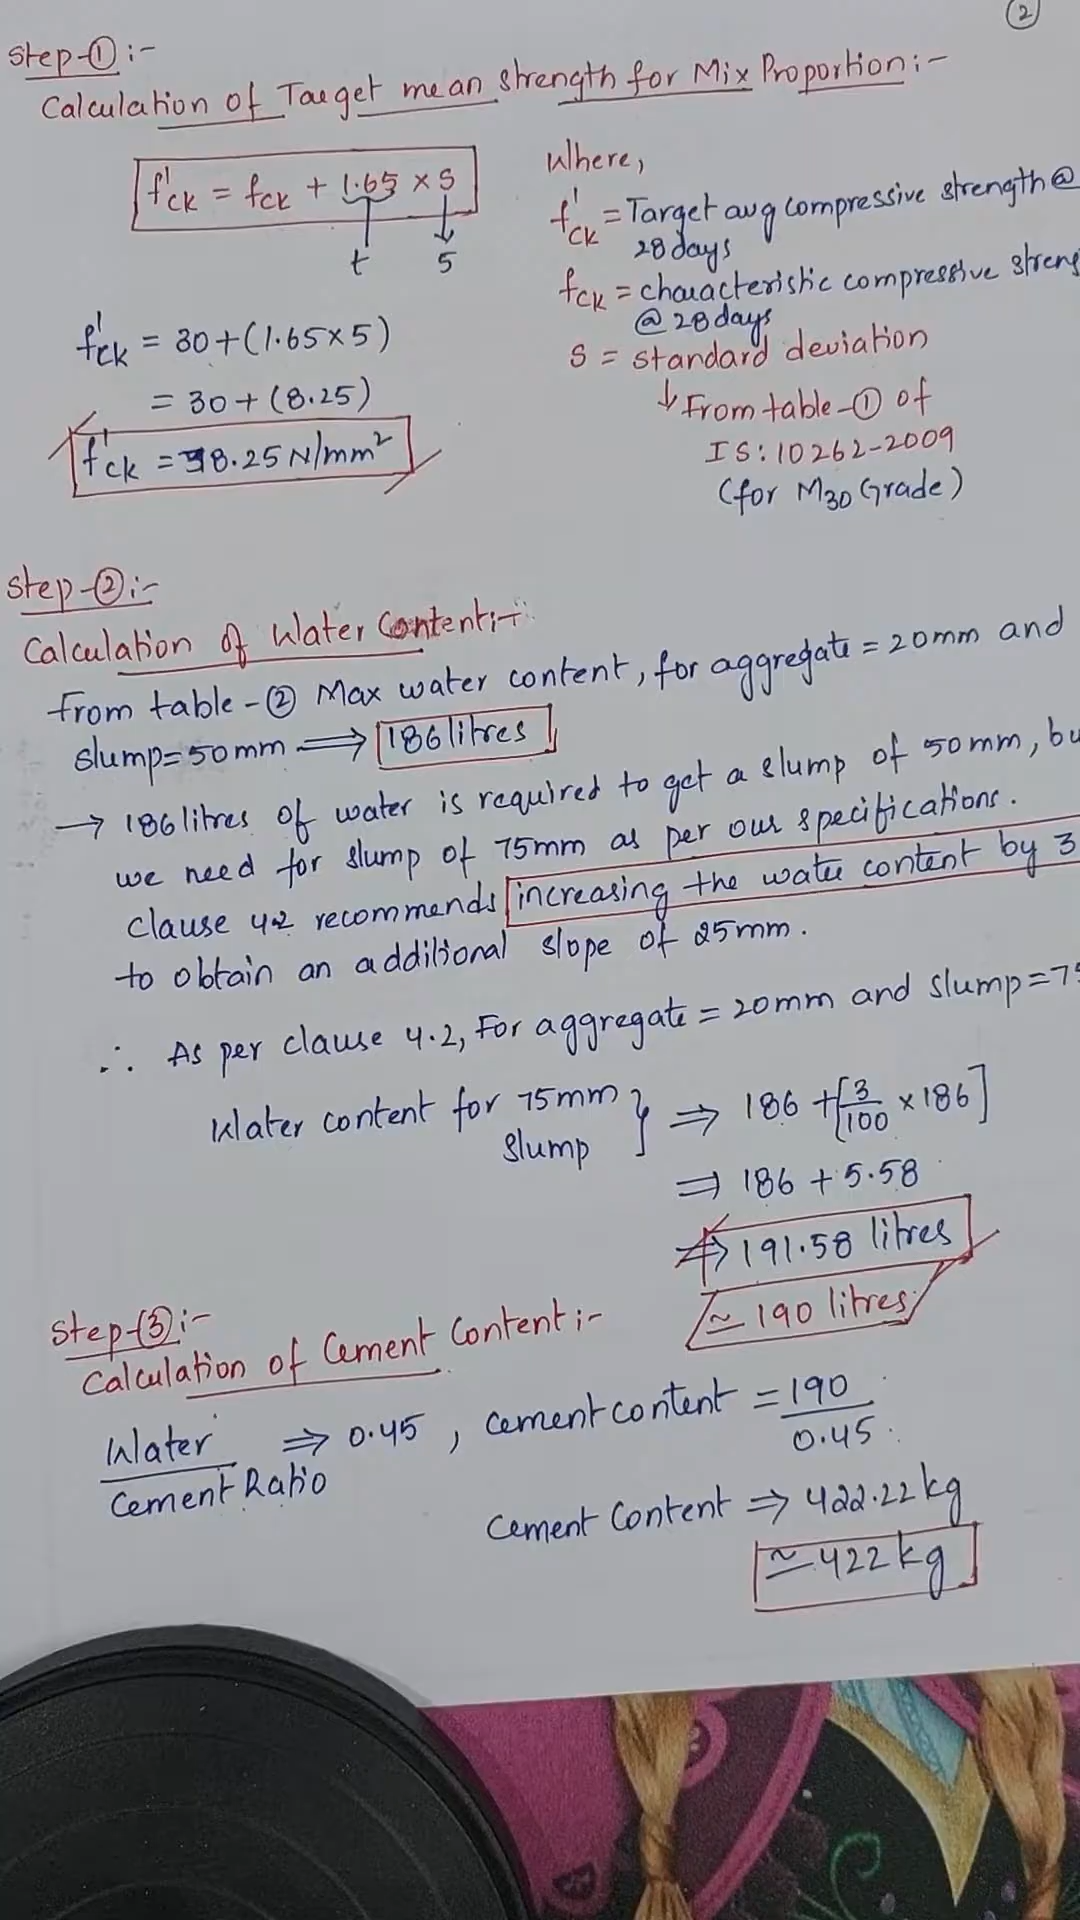 2
Step-①:-
Calculation of Target mean strength for Mix Proportion:-
f'ck = fck + 1.65 × S
t
5
Where,
f'ck = Target avg compressive strength @
28 days
fck = characteristic compressive streng
@ 28 days
S = standard deviation
↓ From table-① of
IS: 10262-2009
(for M30 Grade)
f'ck = 30+(1.65×5)
= 30+(8.25)
f'ck = 38.25 N/mm²
Step-②:-
Calculation of Water Content:-
From table-② Max water content, for aggregate = 20mm and
slump=50mm ⟹ 186 litres
→ 186 litres of water is required to get a slump of 50mm, bu
we need for slump of 75mm as per our specifications.
Clause 4.2 recommends increasing the water content by 3
to obtain an additional slope of 25mm.
∴ As per clause 4.2, For aggregate = 20mm and slump=75
Water content for 75mm
slump } ⇒ 186 + [3/100 × 186]
⇒ 186 + 5.58
⇒ 191.58 litres
≃ 190 litres
Step-③:-
Calculation of Cement Content:-
Water/Cement Ratio ⇒ 0.45, cement content = 190/0.45
Cement Content ⇒ 422.22 kg
≃ 422 kg